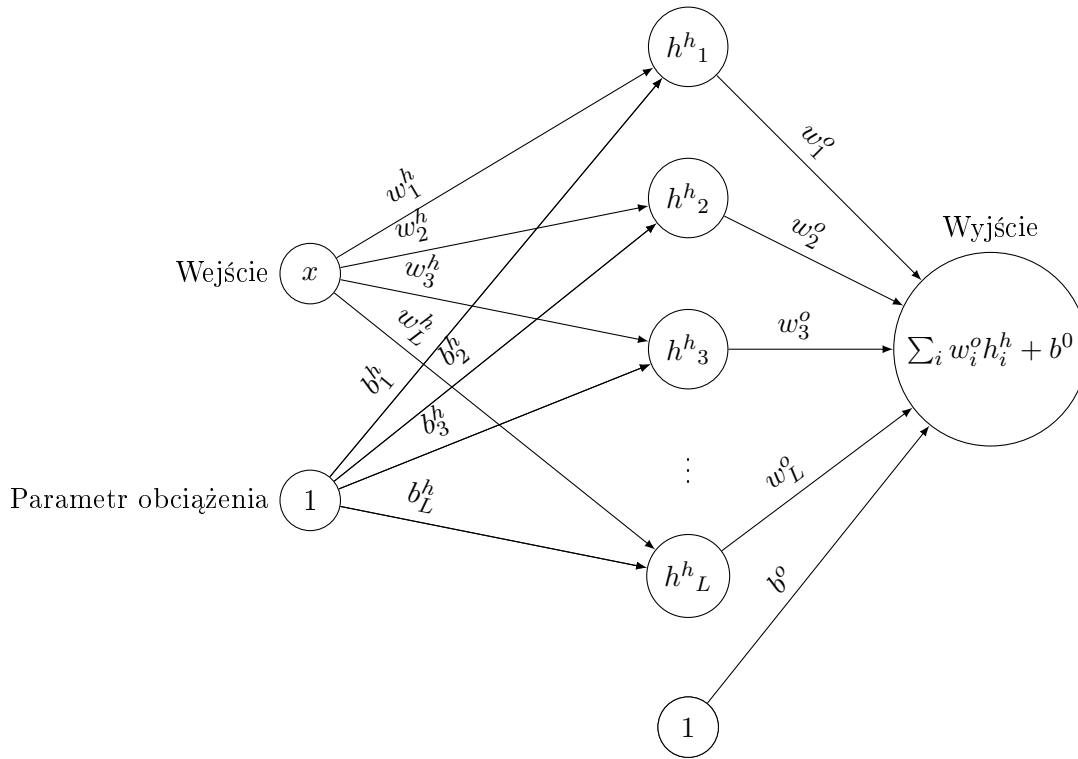 h^h_1
w^o_1
w^h_1
w^h_2
h^h_2
w^o_2
Wyjście
Wejście
x
w^h_3
w^h_L
w^o_3
h^h_3
∑_i w^o_i h^h_i + b^0
b^h_2
b^h_1
b^h_3
⋮
Parametr obciążenia
1
b^h_L
w^o_L
h^h_L
b^o
1